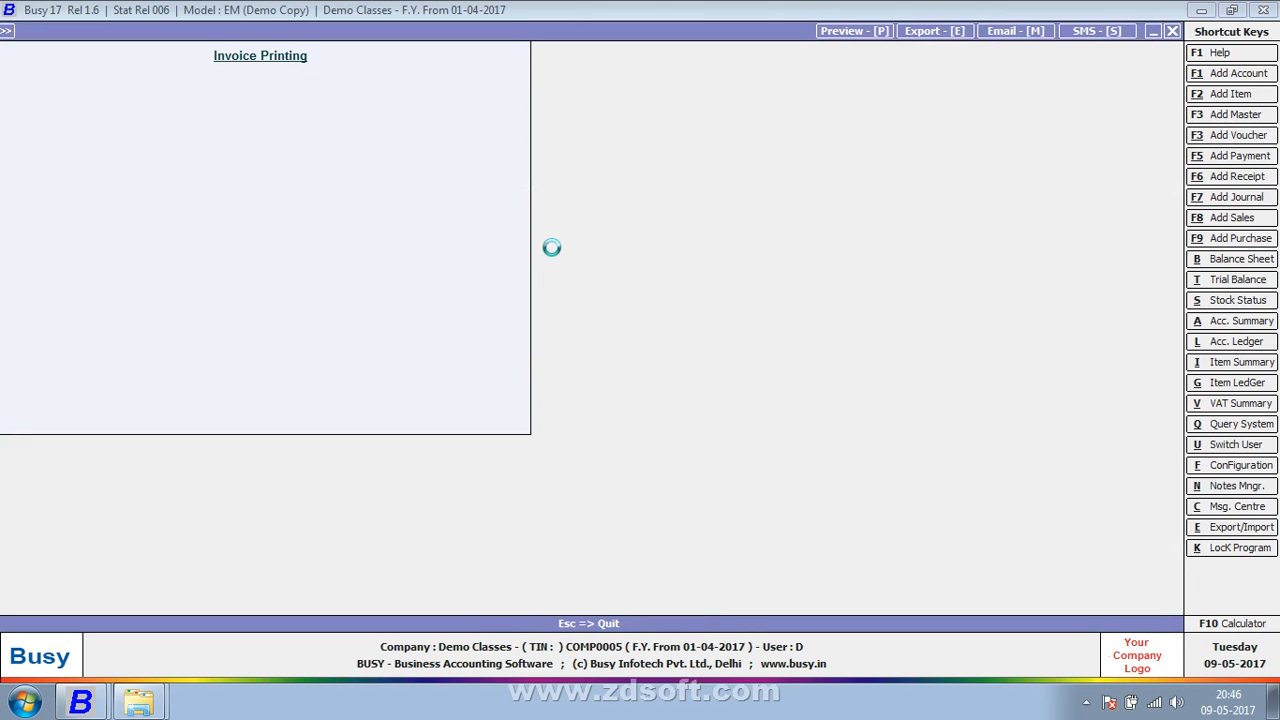 Busy 17 Rel 1.6 | Stat Rel 006 | Model : EM (Demo Copy) | Demo Classes - F.Y. From 01-04-2017
>>
Preview - [P]
Export - [E]
Email - [M]
SMS - [S]
Shortcut Keys
Invoice Printing
F1 Help
F1 Add Account
F2 Add Item
F3 Add Master
F3 Add Voucher
F5 Add Payment
F6 Add Receipt
F7 Add Journal
F8 Add Sales
F9 Add Purchase
B Balance Sheet
T Trial Balance
S Stock Status
A Acc. Summary
L Acc. Ledger
I Item Summary
G Item LedGer
V VAT Summary
Q Query System
U Switch User
F ConFiguration
N Notes Mngr.
C Msg. Centre
E Export/Import
K LocK Program
Esc => Quit
F10 Calculator
Busy
Company : Demo Classes - ( TIN : ) COMP0005 ( F.Y. From 01-04-2017 ) - User : D
BUSY - Business Accounting Software ; (c) Busy Infotech Pvt. Ltd., Delhi ; www.busy.in
Your
Company
Logo
Tuesday
09-05-2017
www.zdsoft.com
20:46
09-05-2017